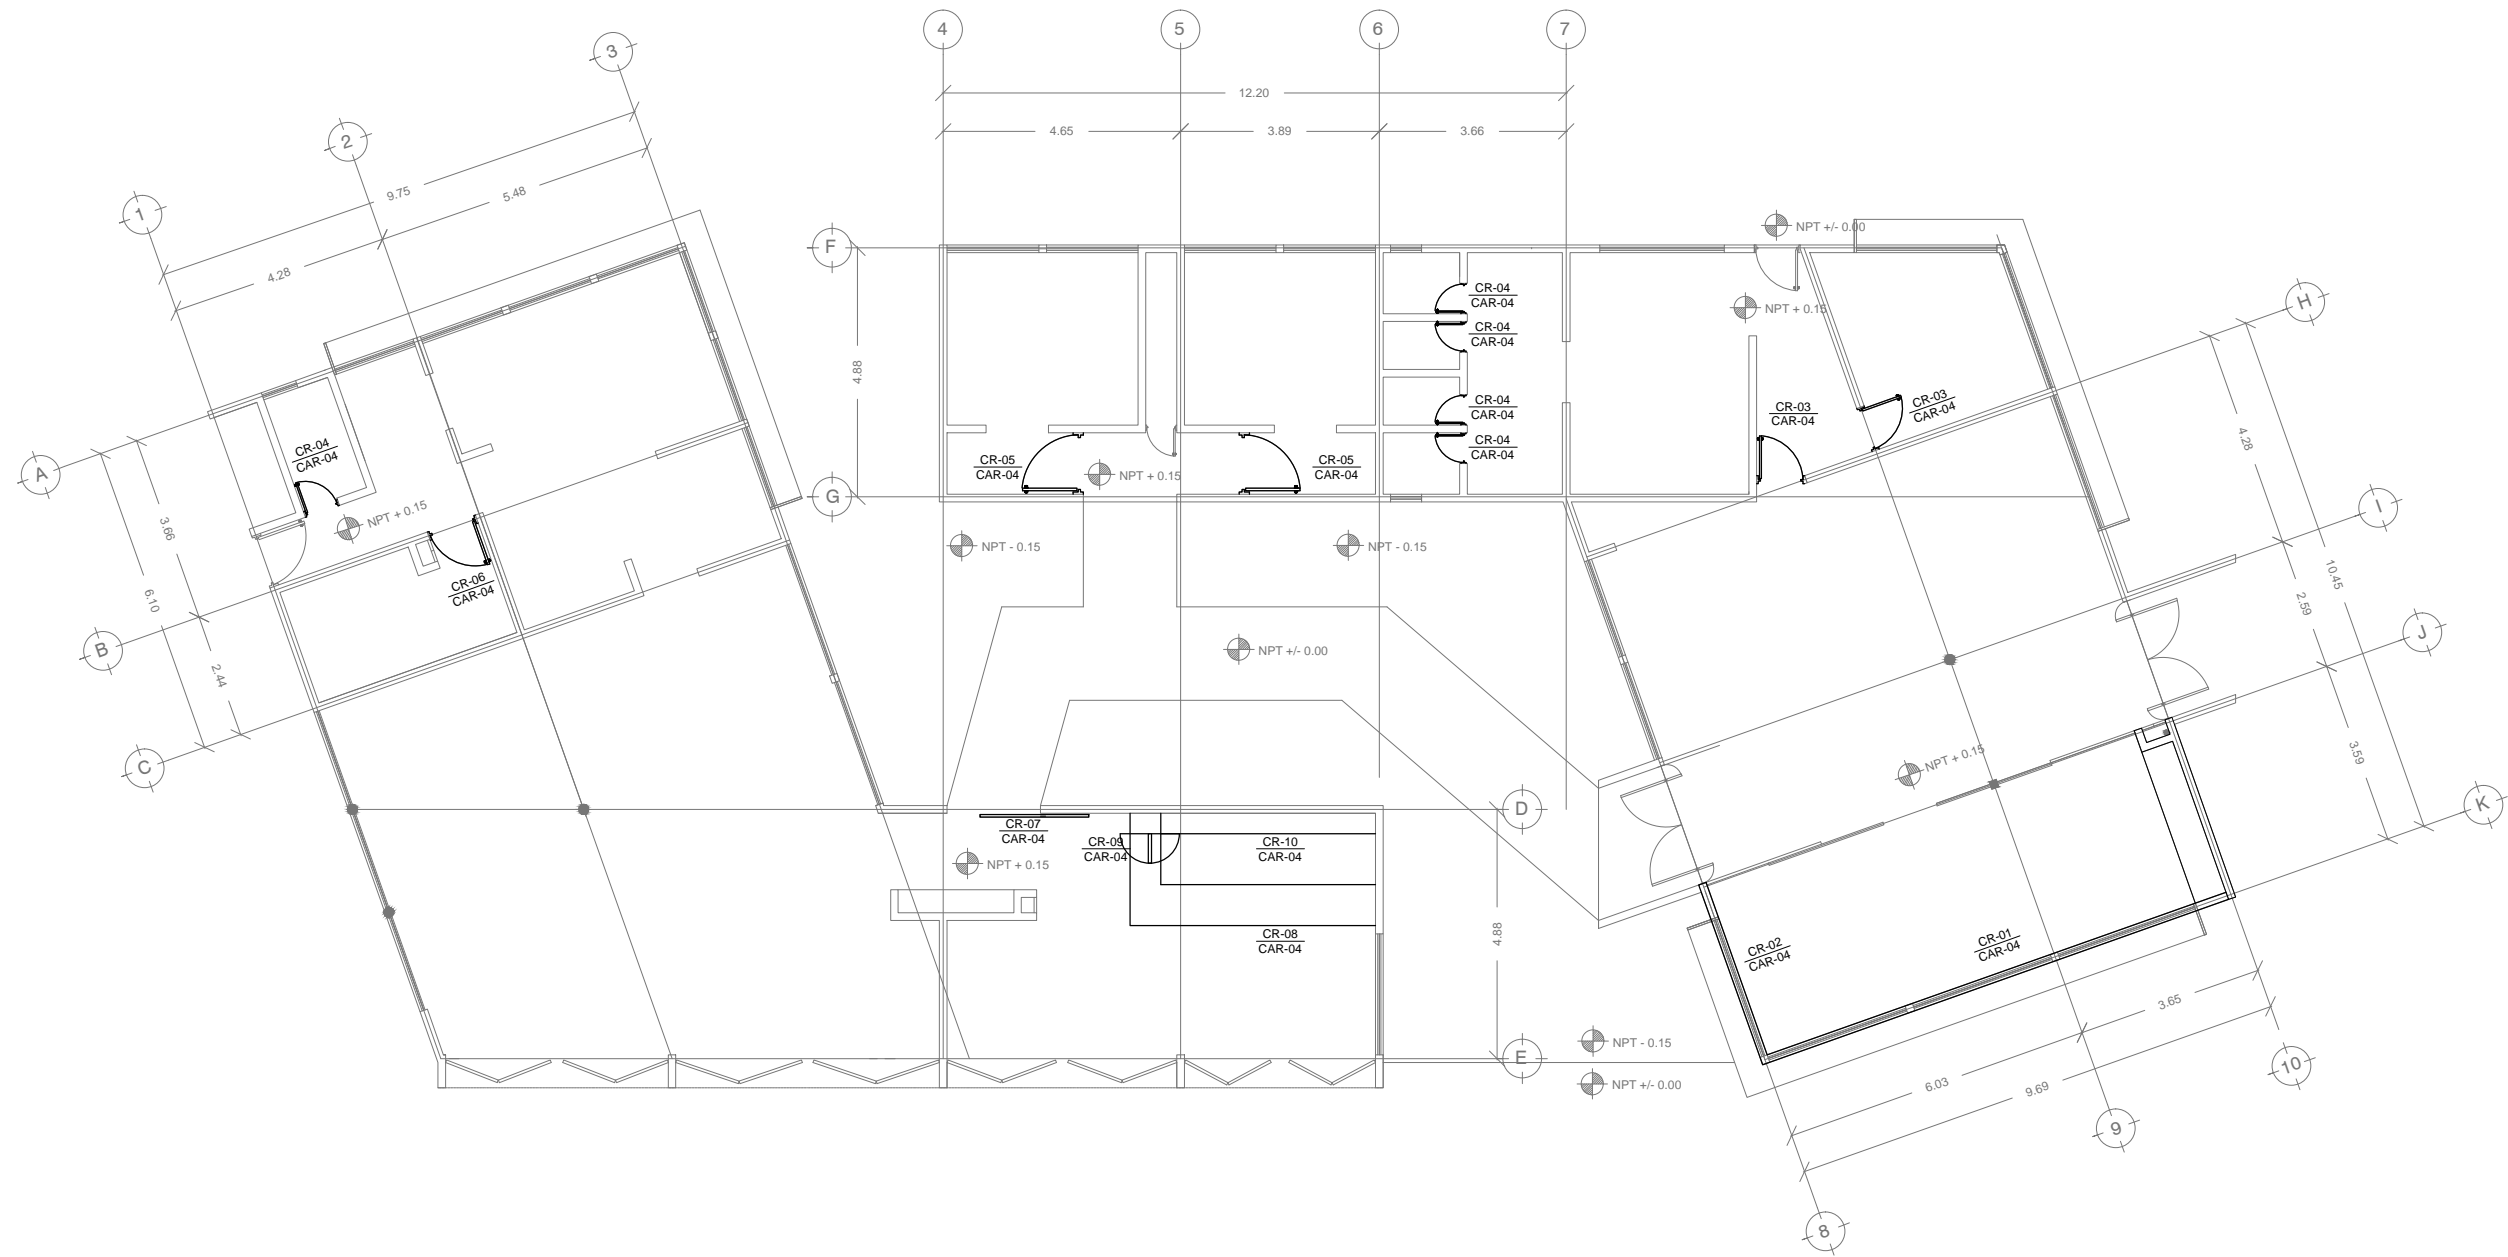 4
5
6
7
3
2
1
12.20
4.65
3.89
3.66
9.75
5.48
4.28
F
G
4.88
A
B
C
3.66
6.10
2.44
CR-04
CAR-04
NPT + 0.15
CR-06
CAR-04
CR-05
CAR-04
NPT + 0.15
CR-05
CAR-04
CR-04
CAR-04
CR-04
CAR-04
CR-04
CAR-04
CR-04
CAR-04
NPT +/- 0.00
NPT + 0.15
CR-03
CAR-04
CR-03
CAR-04
H
I
J
K
4.28
10.45
2.59
3.59
NPT - 0.15
NPT - 0.15
NPT +/- 0.00
NPT + 0.15
D
E
4.88
CR-07
CAR-04
NPT + 0.15
CR-09
CAR-04
CR-10
CAR-04
CR-08
CAR-04
CR-02
CAR-04
CR-01
CAR-04
NPT - 0.15
NPT +/- 0.00
3.65
6.03
9.69
10
9
8